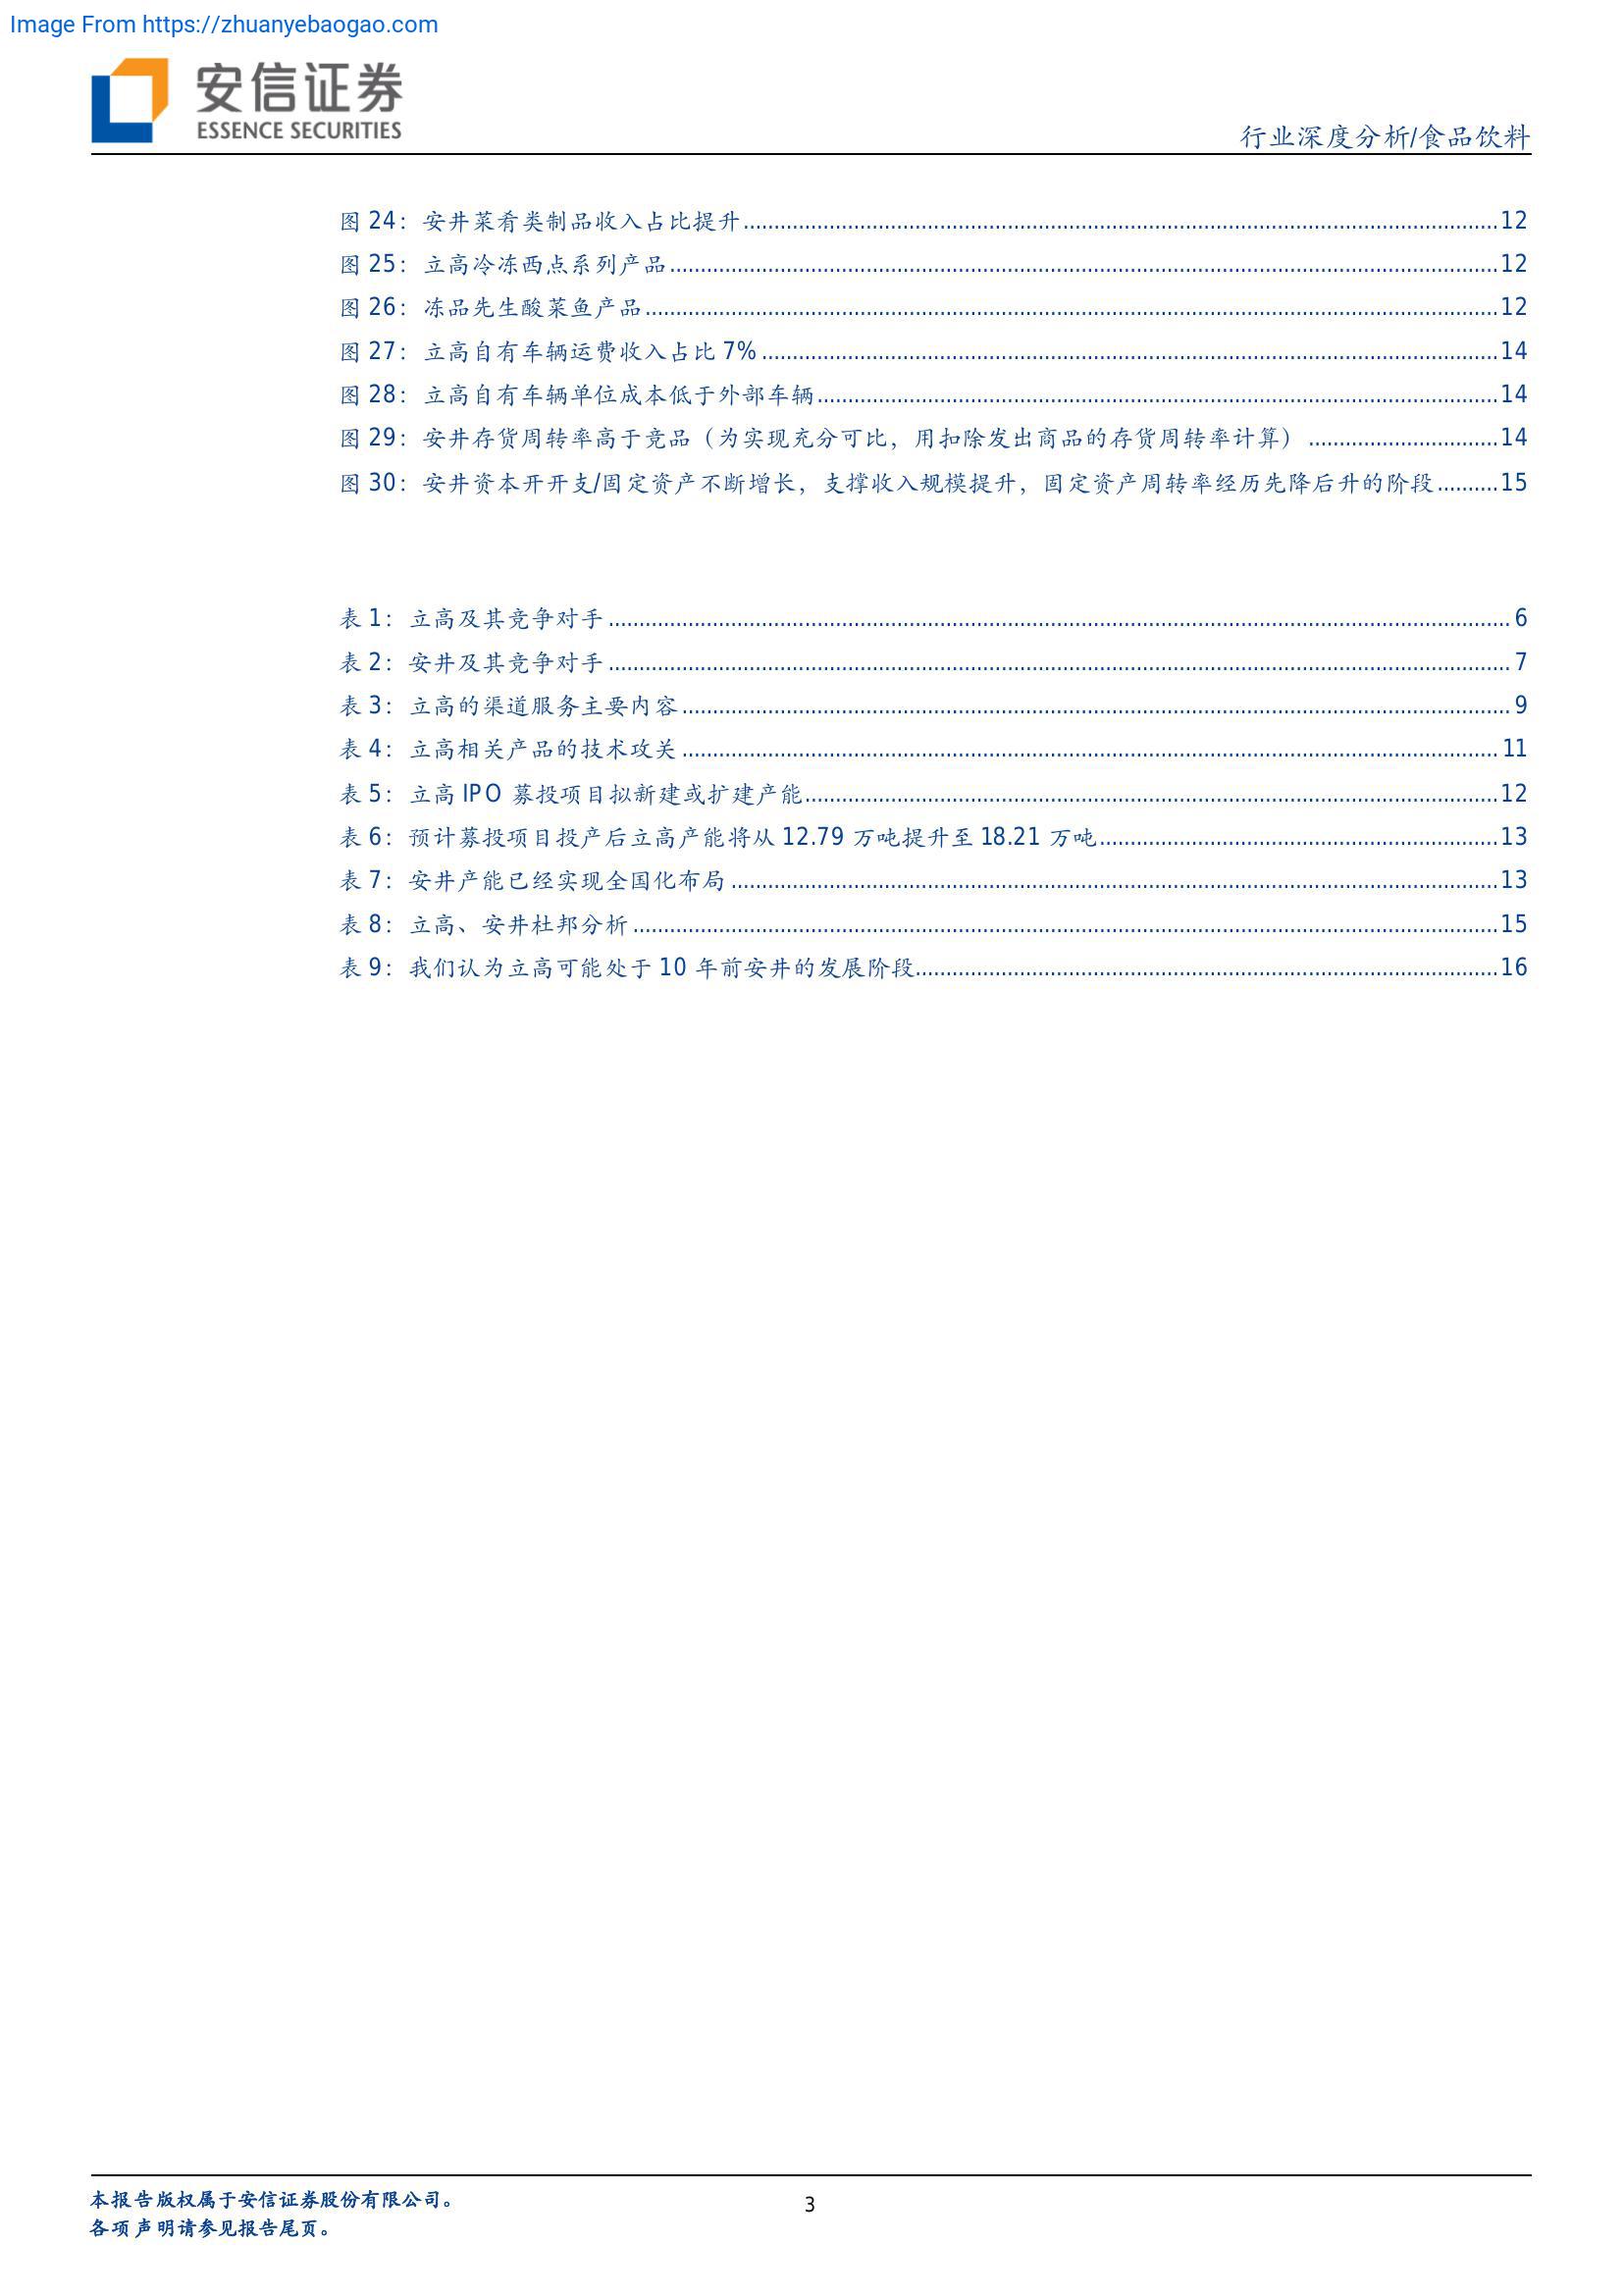 Image From https://zhuanyebaogao.com
安信证券
ESSENCE SECURITIES
行业深度分析/食品饮料
图 24：安井菜肴类制品收入占比提升 12
图 25：立高冷冻西点系列产品 12
图 26：冻品先生酸菜鱼产品 12
图 27：立高自有车辆运费收入占比 7% 14
图 28：立高自有车辆单位成本低于外部车辆 14
图 29：安井存货周转率高于竞品（为实现充分可比，用扣除发出商品的存货周转率计算） 14
图 30：安井资本开开支/固定资产不断增长，支撑收入规模提升，固定资产周转率经历先降后升的阶段 15
表 1：立高及其竞争对手 6
表 2：安井及其竞争对手 7
表 3：立高的渠道服务主要内容 9
表 4：立高相关产品的技术攻关 11
表 5：立高 IPO 募投项目拟新建或扩建产能 12
表 6：预计募投项目投产后立高产能将从 12.79 万吨提升至 18.21 万吨 13
表 7：安井产能已经实现全国化布局 13
表 8：立高、安井杜邦分析 15
表 9：我们认为立高可能处于 10 年前安井的发展阶段 16
本报告版权属于安信证券股份有限公司。
3
各项声明请参见报告尾页。